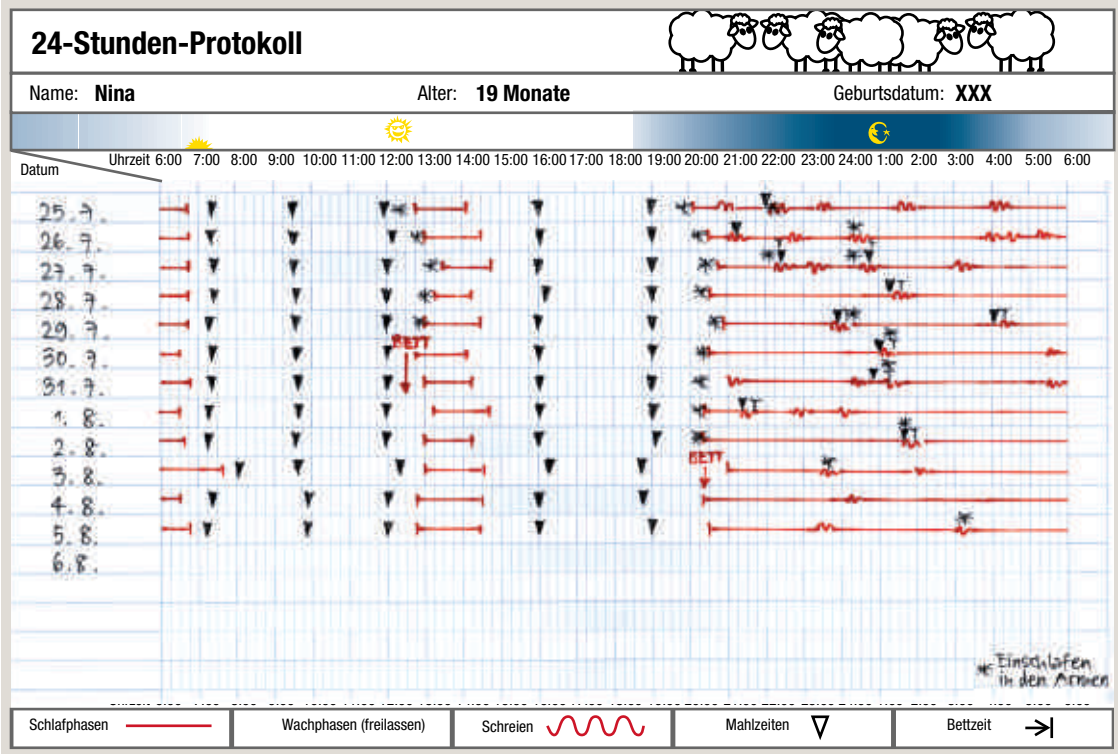 24-Stunden-Protokoll
Name: Nina Alter: 19 Monate Geburtsdatum: XXX
Uhrzeit 6:00 7:00 8:00 9:00 10:00 11:00 12:00 13:00 14:00 15:00 16:00 17:00 18:00 19:00 20:00 21:00 22:00 23:00 24:00 1:00 2:00 3:00 4:00 5:00 6:00
Datum
25.7.
26.7.
27.7.
28.7.
29.7.
BETT
30.7.
31.7.
1.8.
2.8.
BETT
3.8.
4.8.
5.8.
6.8.
* Einschlafen
in den Armen
Schlafphasen Wachphasen (freilassen) Schreien Mahlzeiten Bettzeit